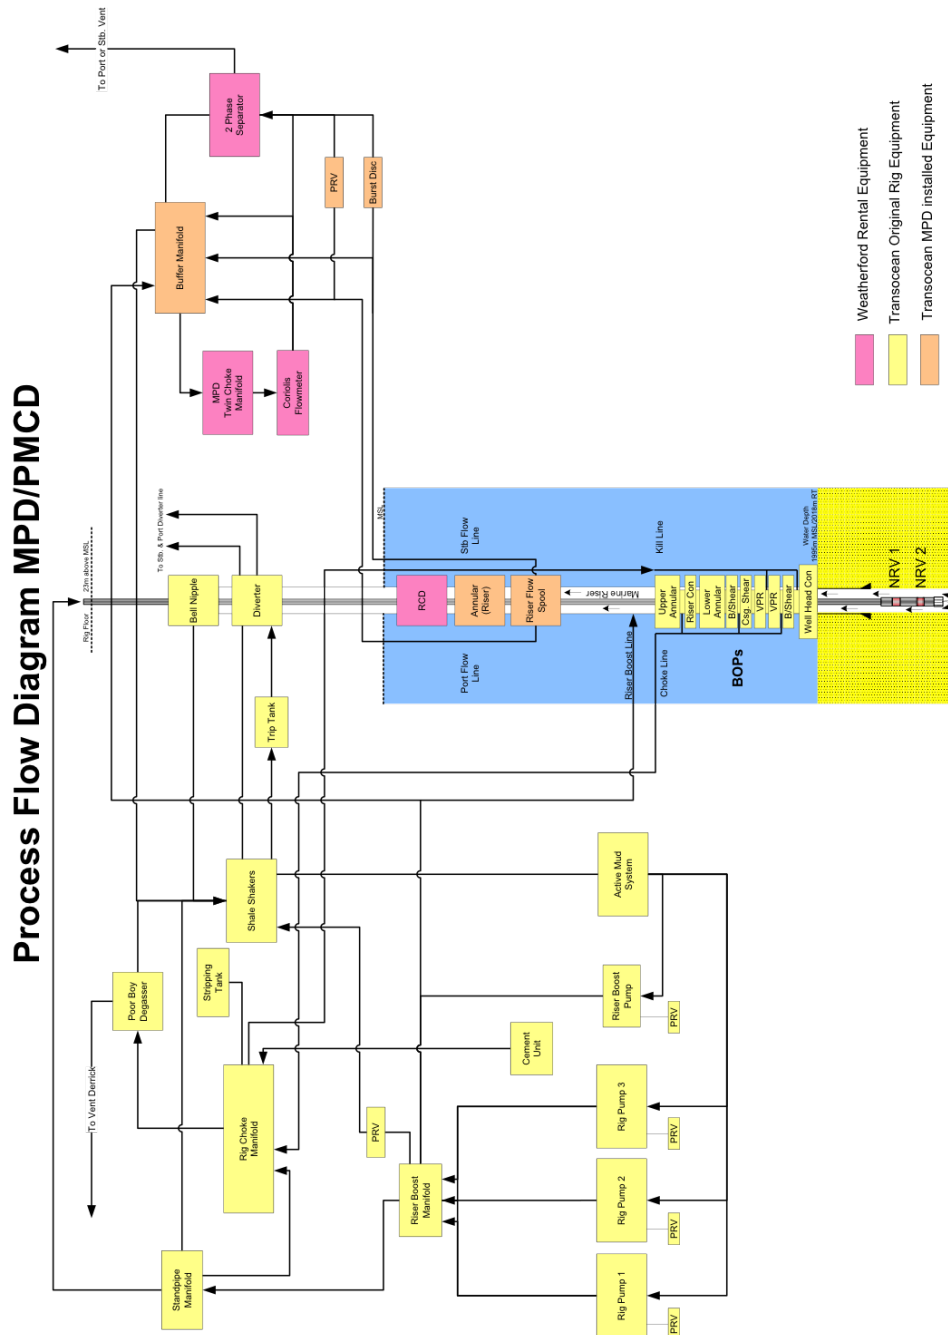 Process Flow Diagram MPD/PMCD
To Port or Stb. Vent
2 Phase
Separator
PRV
Burst Disc
Buffer Manifold
MPD
Twin Choke
Manifold
Coriolis
Flowmeter
Weatherford Rental Equipment
Transocean Original Rig Equipment
Transocean MPD installed Equipment
Rig Floor
23m above MSL
To Stb. & Port Diverter line
Bell Nipple
Diverter
MSL
Stb Flow
Line
RCD
Annular
(Riser)
Riser Flow
Spool
Port Flow
Line
Marine Riser
Kill Line
Riser Boost Line
Choke Line
Upper
Annular
Riser Con
Lower
Annular
B/Shear
Csg. Shear
VPR
VPR
B/Shear
Well Head Con
BOPs
Water Depth
1995m MSL/2018m RT
NRV 1
NRV 2
Trip Tank
Shale Shakers
Active Mud
System
Stripping
Tank
Poor Boy
Degasser
To Vent Derrick
Rig Choke
Manifold
Cement
Unit
Riser Boost
Pump
PRV
PRV
Riser Boost
Manifold
Standpipe
Manifold
Rig Pump 3
PRV
Rig Pump 2
PRV
Rig Pump 1
PRV